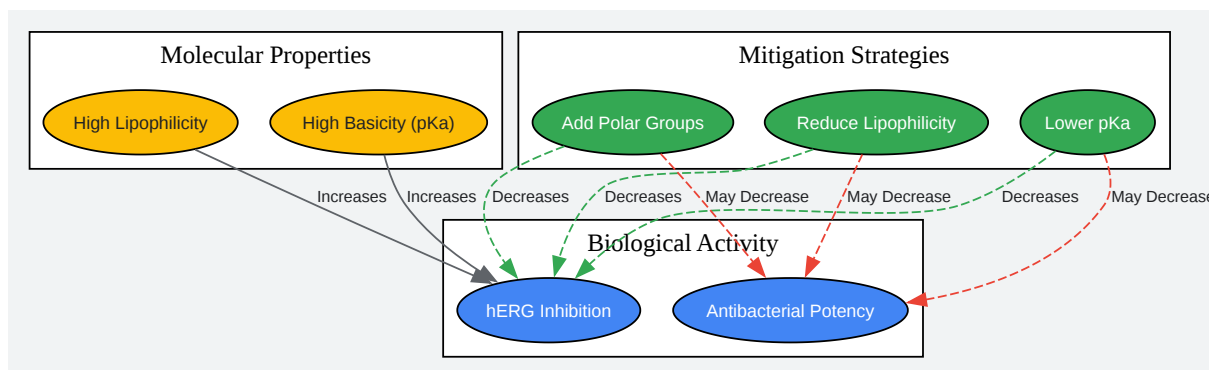 Molecular Properties
Mitigation Strategies
High Lipophilicity
High Basicity (pKa)
Add Polar Groups
Reduce Lipophilicity
Lower pKa
Increases
Increases
Decreases
Decreases
May Decrease
May Decrease
Decreases
May Decrease
Biological Activity
hERG Inhibition
Antibacterial Potency